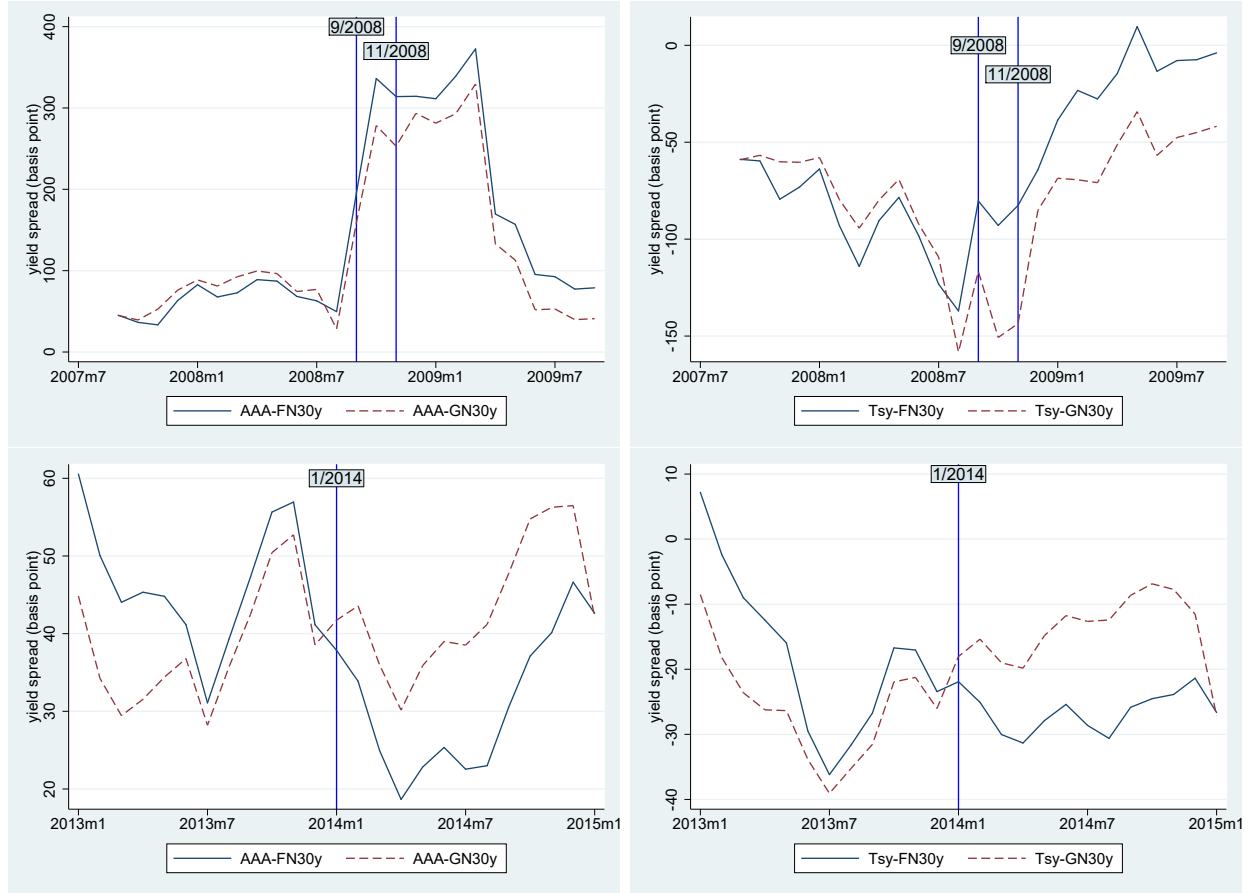 yield spread (basis point)
400
300
200
100
0
9/2008
11/2008
2007m7
2008m1
2008m7
2009m1
2009m7
AAA-FN30y
AAA-GN30y
yield spread (basis point)
0
-50
-100
-150
9/2008
11/2008
2007m7
2008m1
2008m7
2009m1
2009m7
Tsy-FN30y
Tsy-GN30y
yield spread (basis point)
60
50
40
30
20
1/2014
2013m1
2013m7
2014m1
2014m7
2015m1
AAA-FN30y
AAA-GN30y
yield spread (basis point)
10
0
-10
-20
-30
-40
1/2014
2013m1
2013m7
2014m1
2014m7
2015m1
Tsy-FN30y
Tsy-GN30y